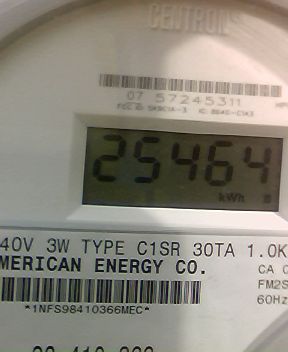 CENTRON
07 57245311
25464
kWh
40V 3W TYPE C1SR 30TA 1.0K
MERICAN ENERGY CO.
CA 0
FM2S
60Hz
*1NFS98410366MEC*